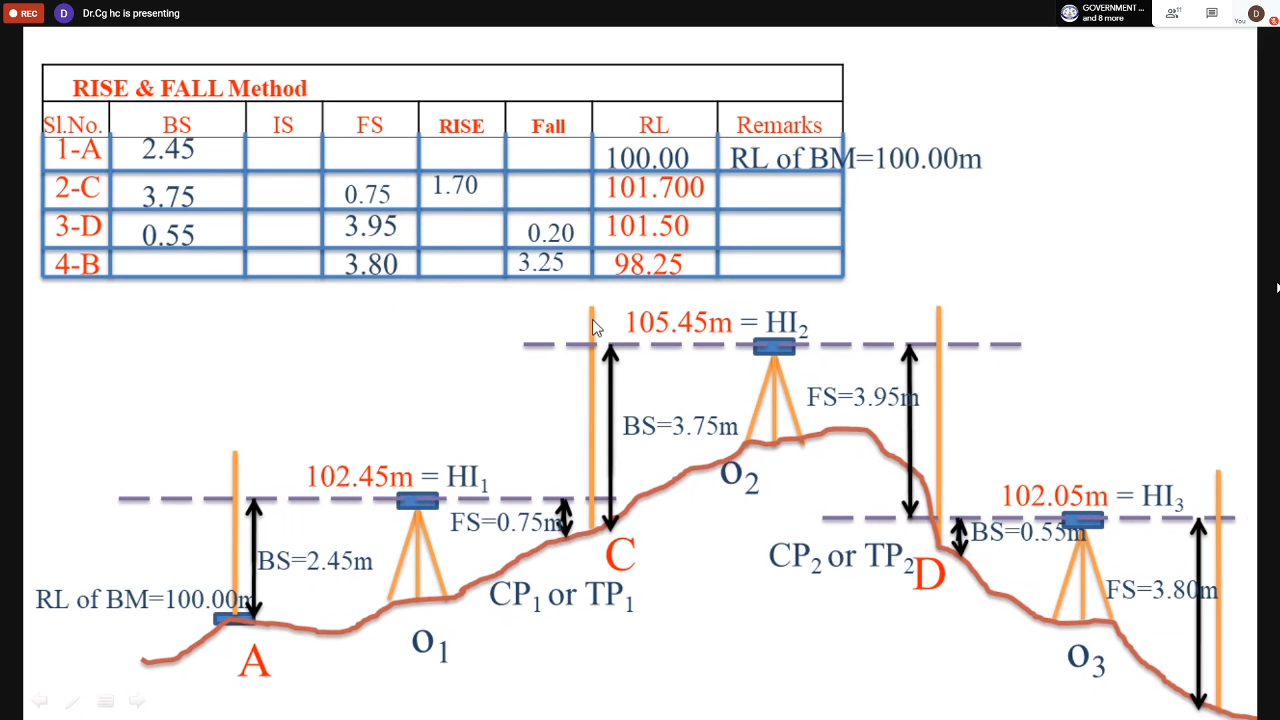 REC
D
Dr.Cg hc is presenting
GOVERNMENT ...
and 8 more
11
You
D
RISE & FALL Method
Sl.No. BS IS FS RISE Fall RL Remarks
1-A 2.45 100.00 RL of BM=100.00m
2-C 3.75 0.75 1.70 101.700
3-D 0.55 3.95 0.20 101.50
4-B 3.80 3.25 98.25
105.45m = HI2
FS=3.95m
BS=3.75m
O2
102.45m = HI1
FS=0.75m
102.05m = HI3
BS=0.55m
BS=2.45m
C
CP2 or TP2
D
RL of BM=100.00m
CP1 or TP1
FS=3.80m
A
O1
O3